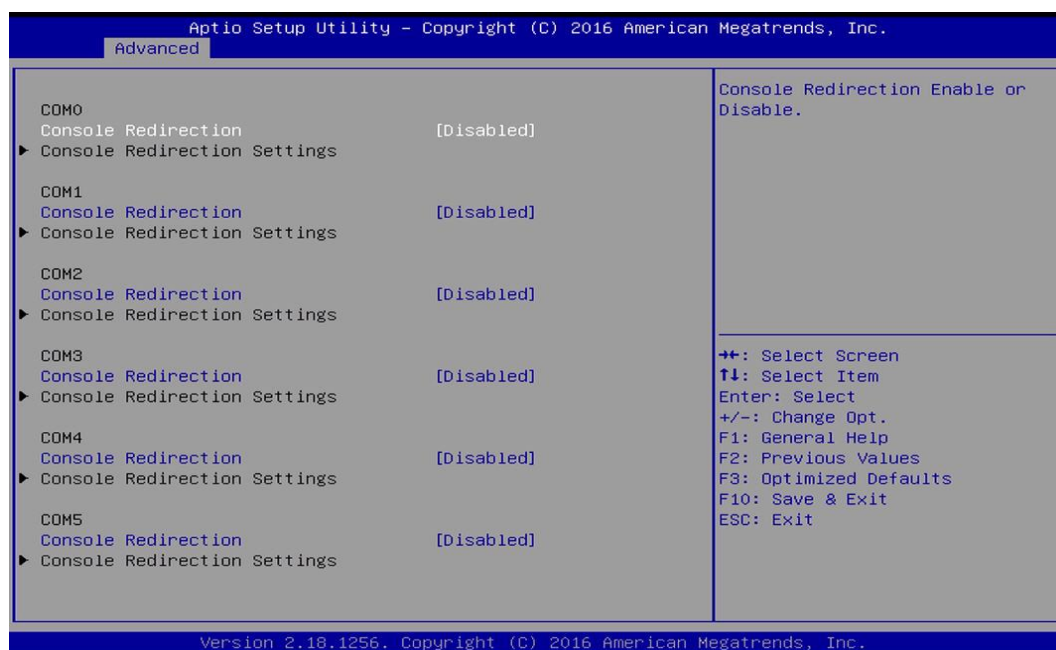 Aptio Setup Utility – Copyright (C) 2016 American Megatrends, Inc.
Advanced
COM0
Console Redirection [Disabled]
▶ Console Redirection Settings
COM1
Console Redirection [Disabled]
▶ Console Redirection Settings
COM2
Console Redirection [Disabled]
▶ Console Redirection Settings
COM3
Console Redirection [Disabled]
▶ Console Redirection Settings
COM4
Console Redirection [Disabled]
▶ Console Redirection Settings
COM5
Console Redirection [Disabled]
▶ Console Redirection Settings
Console Redirection Enable or
Disable.
→←: Select Screen
↑↓: Select Item
Enter: Select
+/-: Change Opt.
F1: General Help
F2: Previous Values
F3: Optimized Defaults
F10: Save & Exit
ESC: Exit
Version 2.18.1256. Copyright (C) 2016 American Megatrends, Inc.